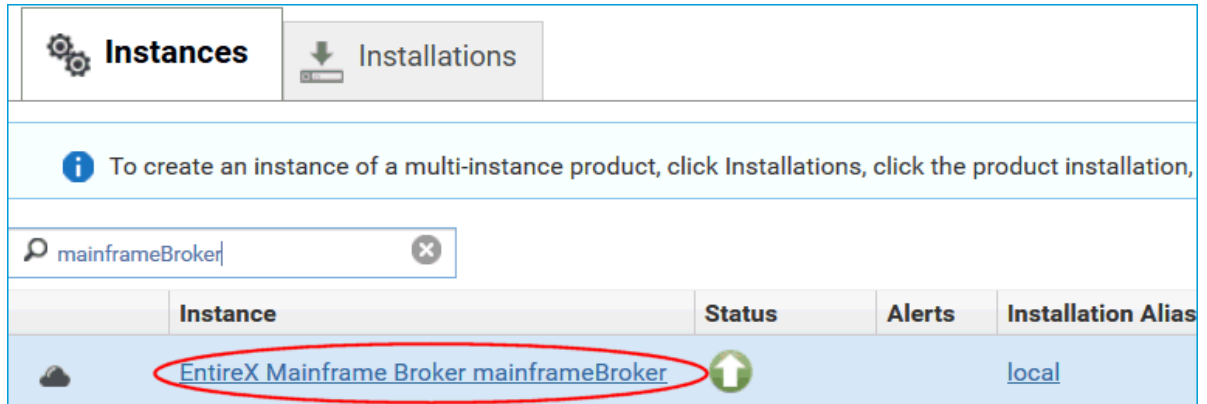 Instances
Installations
To create an instance of a multi-instance product, click Installations, click the product installation,
mainframeBroker
Instance Status Alerts Installation Alias
EntireX Mainframe Broker mainframeBroker local